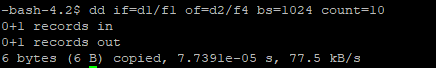 -bash-4.2$ dd if=d1/f1 of=d2/f4 bs=1024 count=10
0+1 records in
0+1 records out
6 bytes (6 B) copied, 7.7391e-05 s, 77.5 kB/s